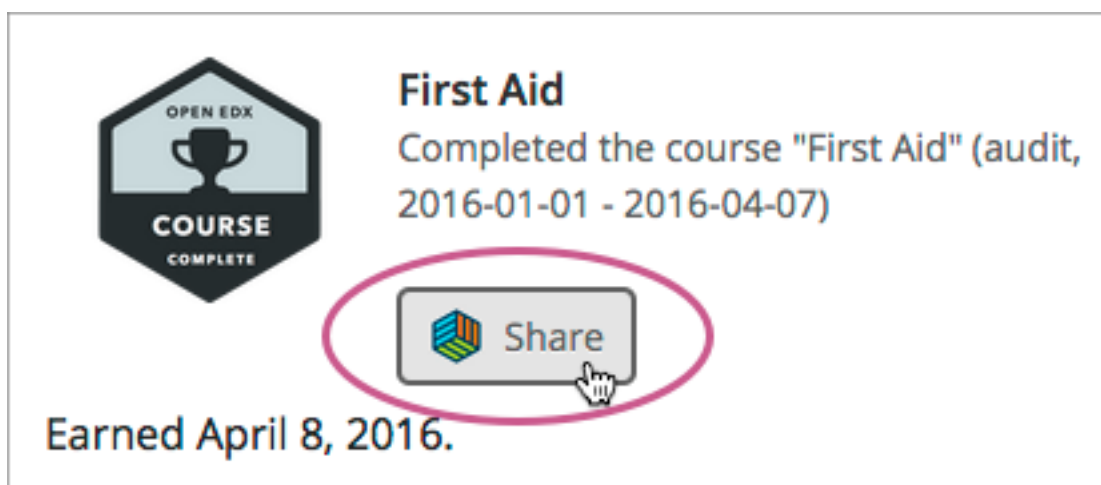 OPEN EDX
COURSE
COMPLETE
First Aid
Completed the course "First Aid" (audit,
2016-01-01 - 2016-04-07)
Share
Earned April 8, 2016.